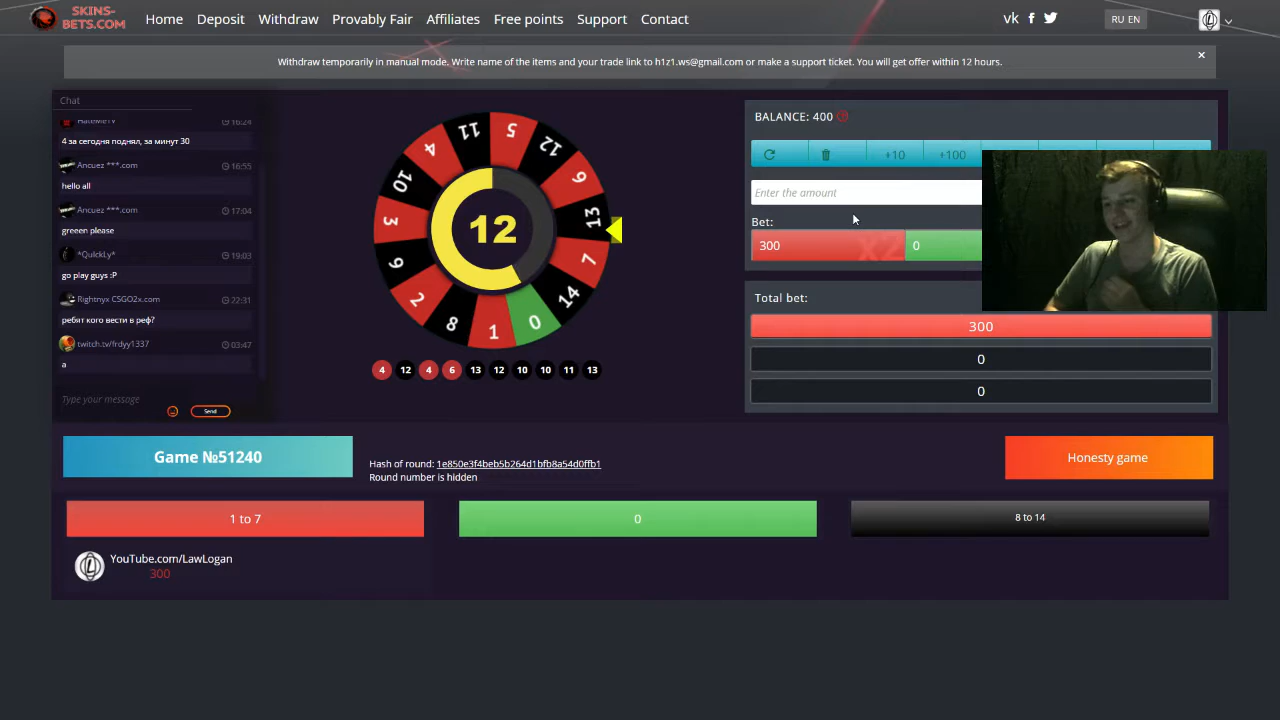 SKINS-
BETS.COM
Home Deposit Withdraw Provably Fair Affiliates Free points Support Contact
vk
RU EN
Withdraw temporarily in manual mode. Write name of the items and your trade link to h1z1.ws@gmail.com or make a support ticket. You will get offer within 12 hours.
Chat
HateMeTV 16:24
4 за сегодня поднял, за минут 30
Ancuez ***.com 16:55
hello all
Ancuez ***.com 17:04
greeen please
*QulckLy* 19:03
go play guys :P
Rightnyx CSGO2x.com 22:31
ребят кого вести в реф?
twitch.tv/frdyy1337 03:47
a
Type your message
Send
5 12 6 13 7 14 0 1 8 2 9 3 10 4 11
12
4 12 4 6 13 12 10 10 11 13
BALANCE: 400
+10 +100
Enter the amount
Bet:
300 x2 0
Total bet:
300
0
0
Game №51240
Hash of round: 1e850e3f4beb5b264d1bfb8a54d0ffb1
Round number is hidden
Honesty game
1 to 7
0
8 to 14
YouTube.com/LawLogan
300